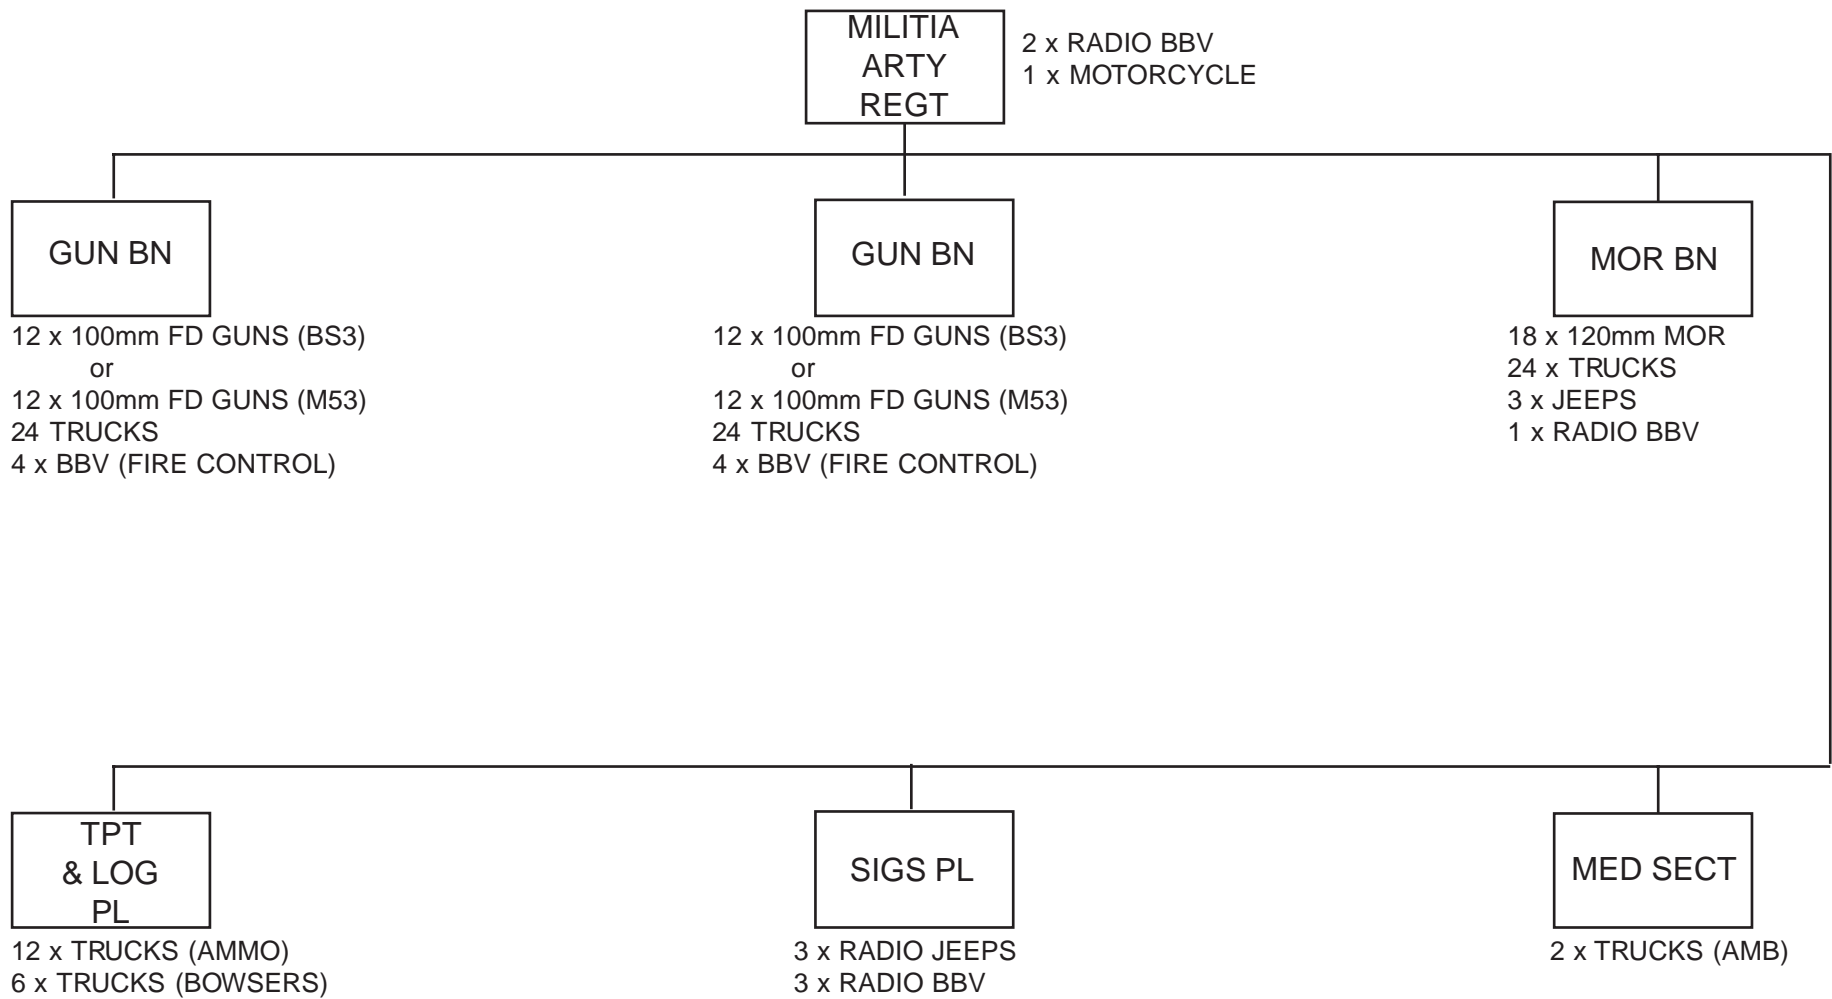 MILITIA
ARTY
REGT
2 x RADIO BBV
1 x MOTORCYCLE
GUN BN
12 x 100mm FD GUNS (BS3)
or
12 x 100mm FD GUNS (M53)
24 TRUCKS
4 x BBV (FIRE CONTROL)
GUN BN
12 x 100mm FD GUNS (BS3)
or
12 x 100mm FD GUNS (M53)
24 TRUCKS
4 x BBV (FIRE CONTROL)
MOR BN
18 x 120mm MOR
24 x TRUCKS
3 x JEEPS
1 x RADIO BBV
TPT
& LOG
PL
12 x TRUCKS (AMMO)
6 x TRUCKS (BOWSERS)
SIGS PL
3 x RADIO JEEPS
3 x RADIO BBV
MED SECT
2 x TRUCKS (AMB)